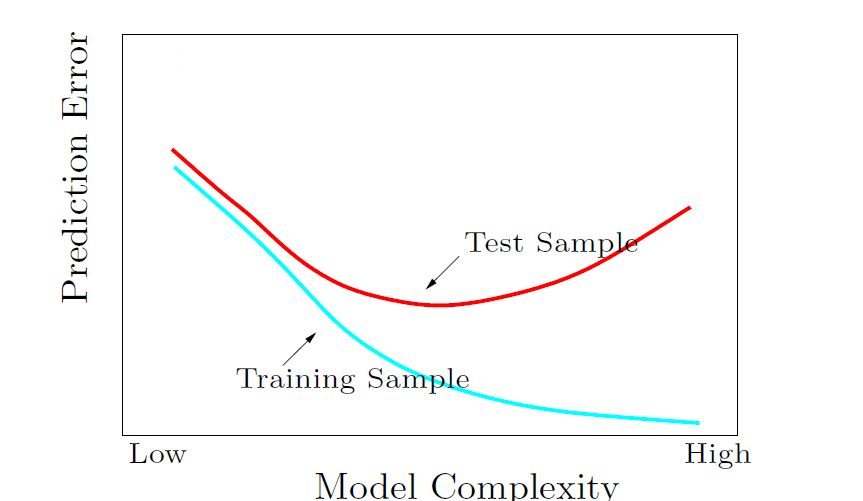 Prediction Error
Test Sample
Training Sample
Low
High
Model Complexity